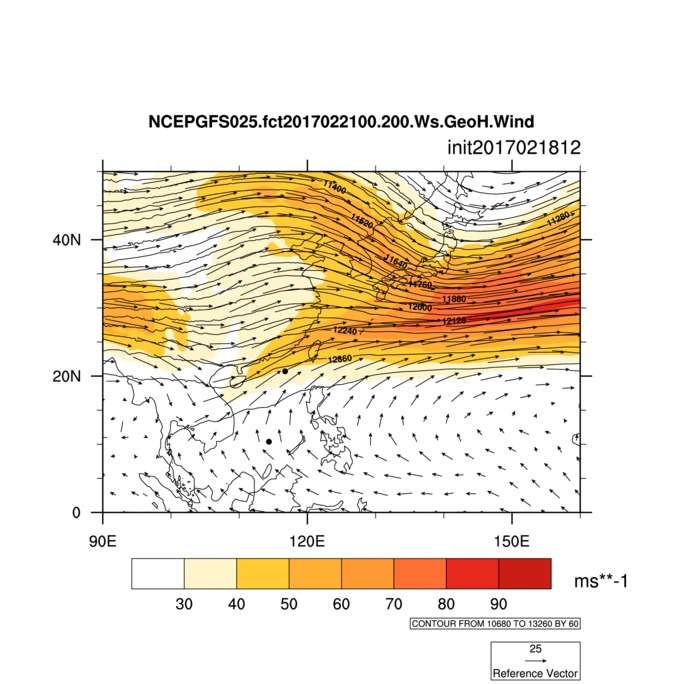 NCEPGFS025.fct2017022100.200.Ws.GeoH.Wind
init2017021812
11400
11520
11280
40N
11640
11760
11880
12000
12120
12240
12360
20N
0
90E 120E 150E
30 40 50 60 70 80 90
ms**-1
CONTOUR FROM 10680 TO 13260 BY 60
25
Reference Vector